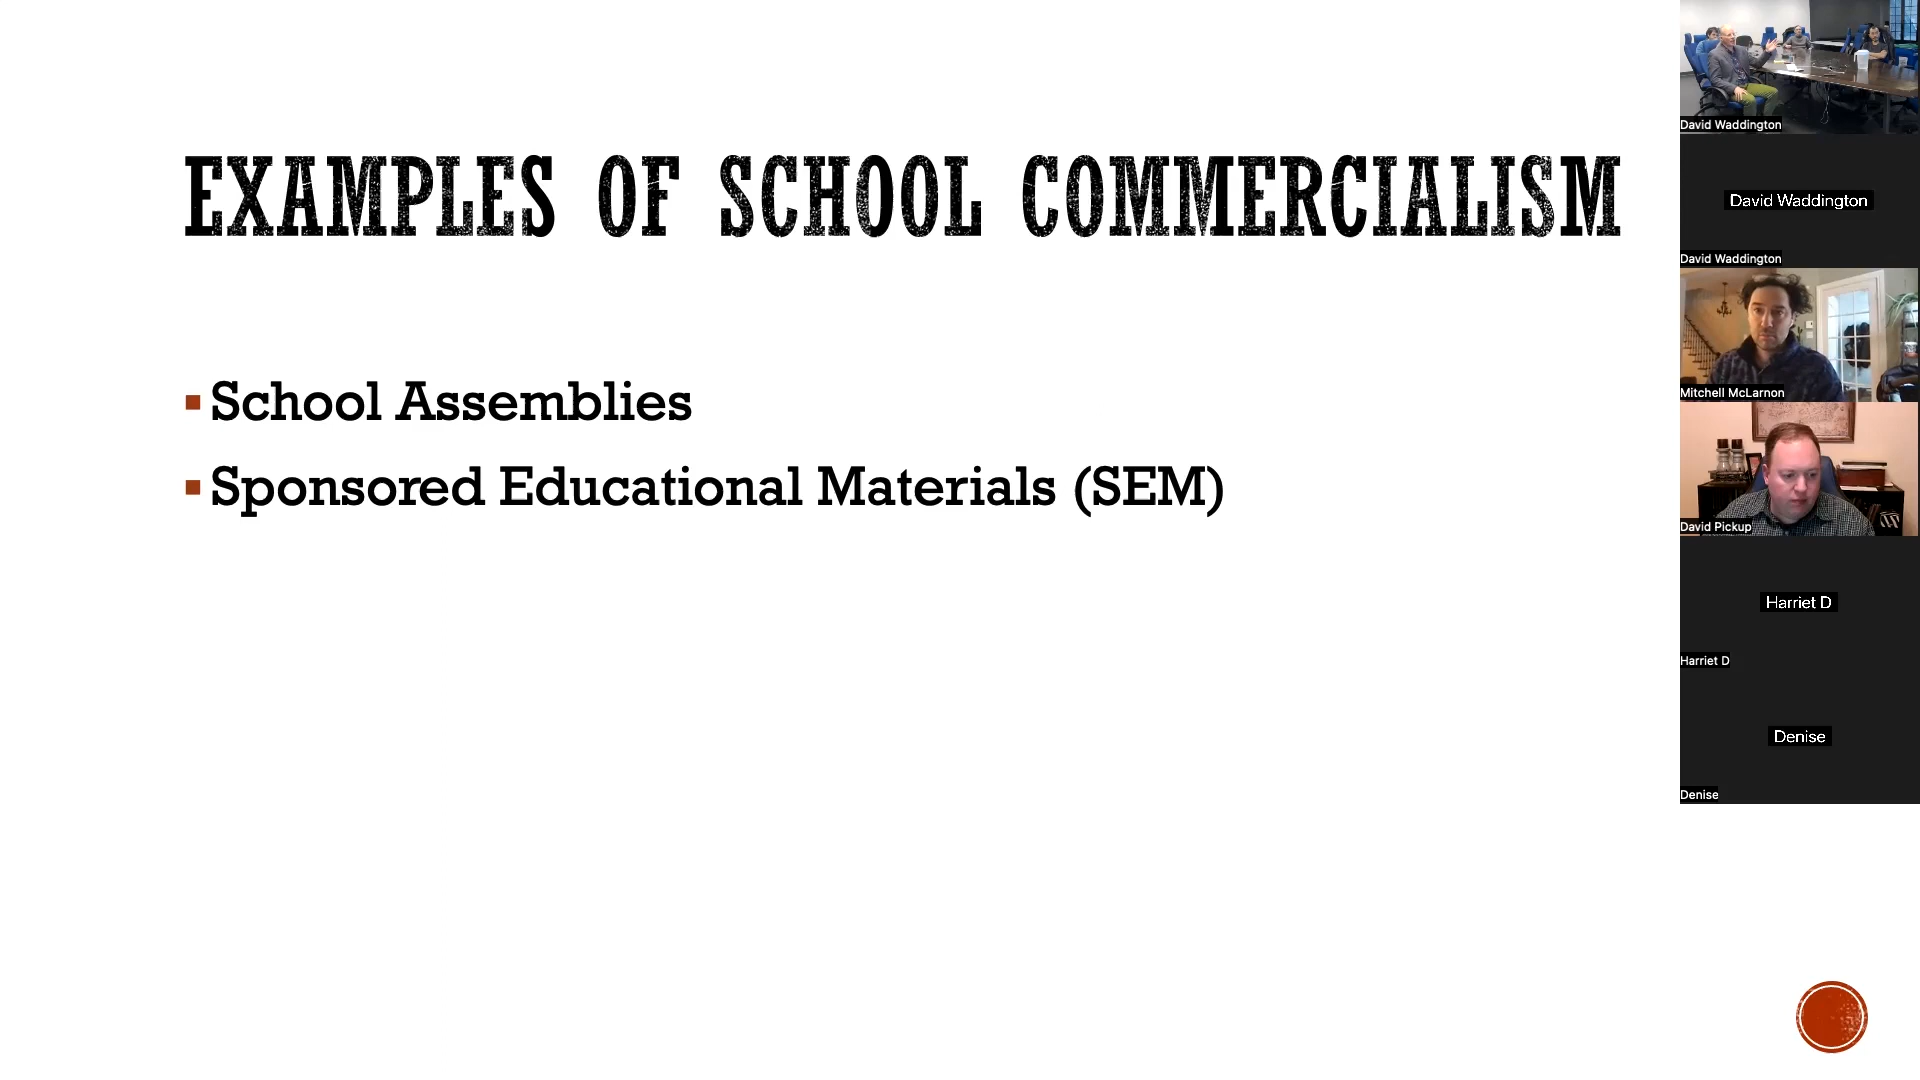 EXAMPLES OF SCHOOL COMMERCIALISM
School Assemblies
Sponsored Educational Materials (SEM)
David Waddington
David Waddington
David Waddington
Mitchell McLarnon
David Pickup
Harriet D
Harriet D
Denise
Denise